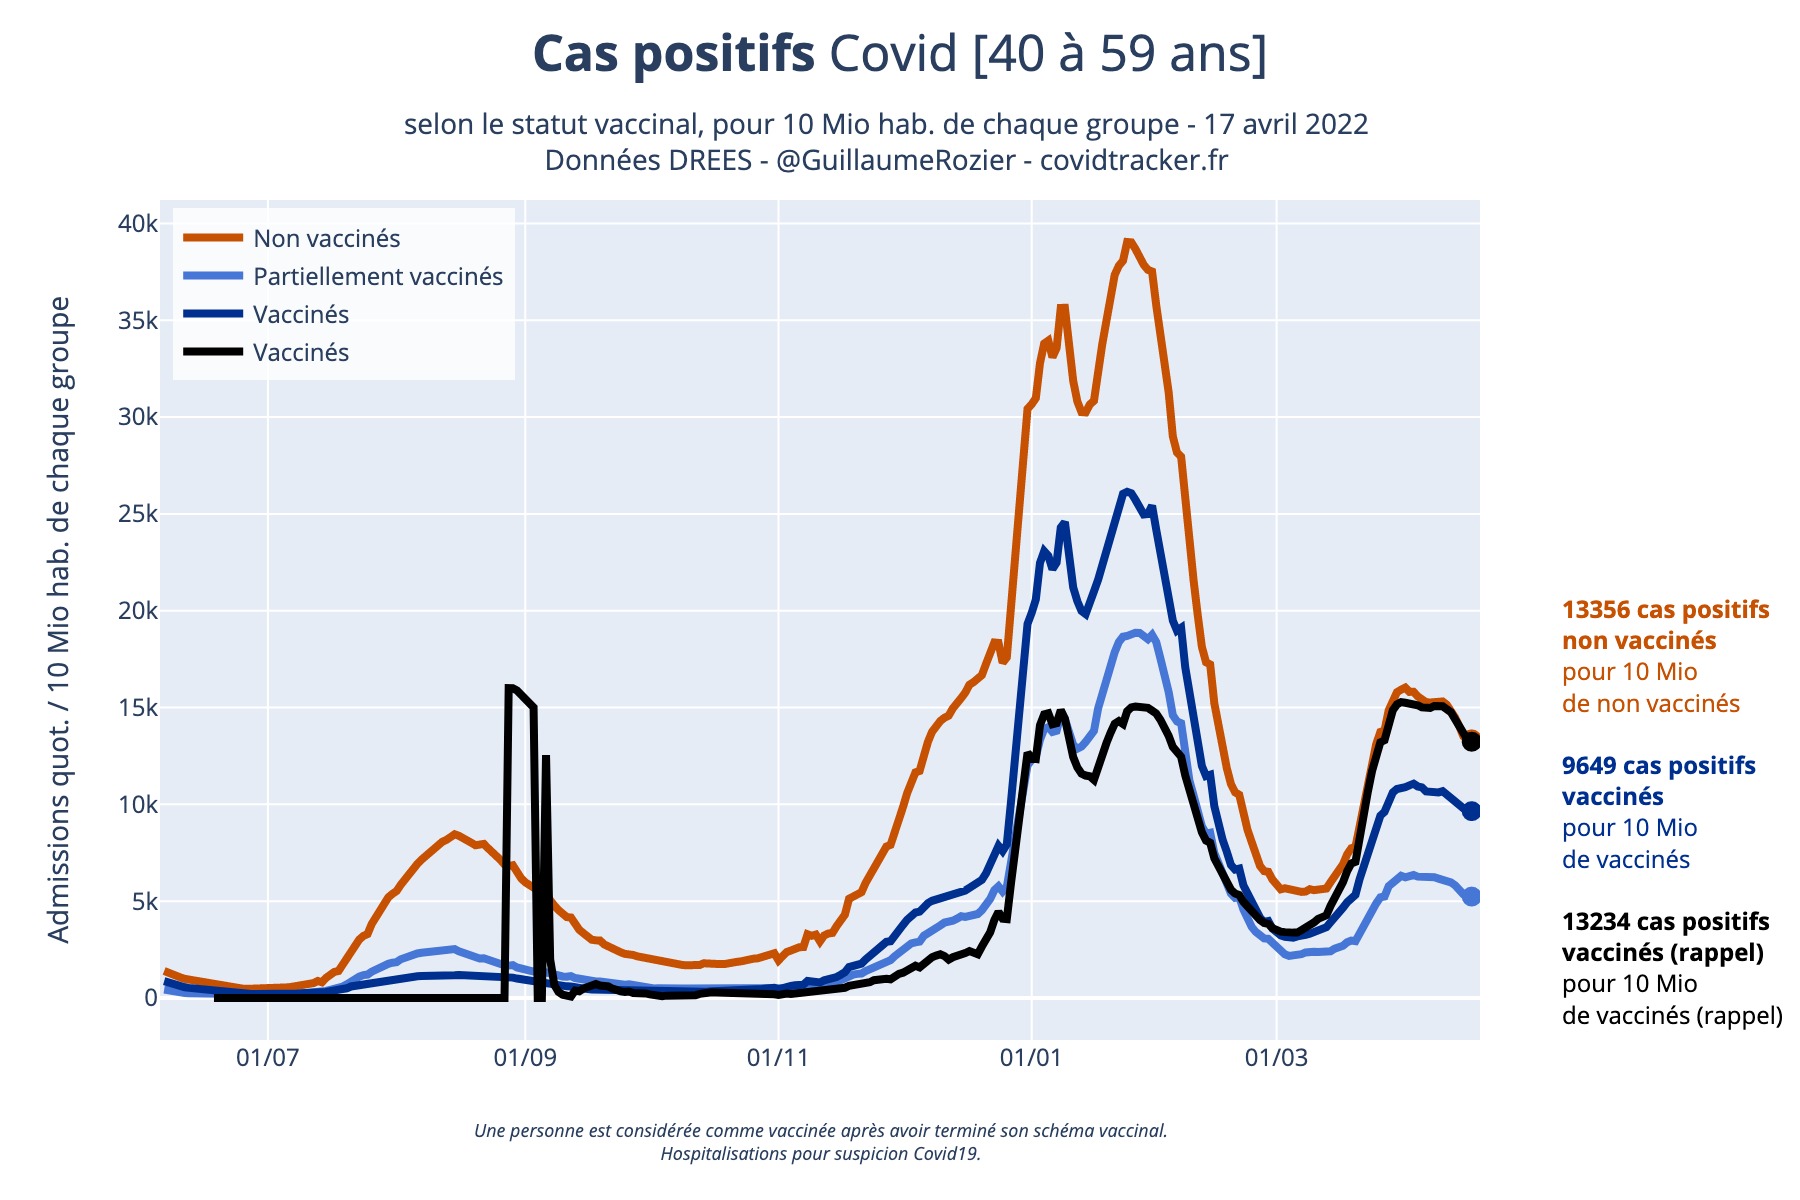 Cas positifs Covid [40 à 59 ans]
selon le statut vaccinal, pour 10 Mio hab. de chaque groupe - 17 avril 2022
Données DREES - @GuillaumeRozier - covidtracker.fr
Admissions quot. / 10 Mio hab. de chaque groupe
40k
35k
30k
25k
20k
15k
10k
5k
0
Non vaccinés
Partiellement vaccinés
Vaccinés
Vaccinés
01/07
01/09
01/11
01/01
01/03
13356 cas positifs
non vaccinés
pour 10 Mio
de non vaccinés
9649 cas positifs
vaccinés
pour 10 Mio
de vaccinés
13234 cas positifs
vaccinés (rappel)
pour 10 Mio
de vaccinés (rappel)
Une personne est considérée comme vaccinée après avoir terminé son schéma vaccinal.
Hospitalisations pour suspicion Covid19.